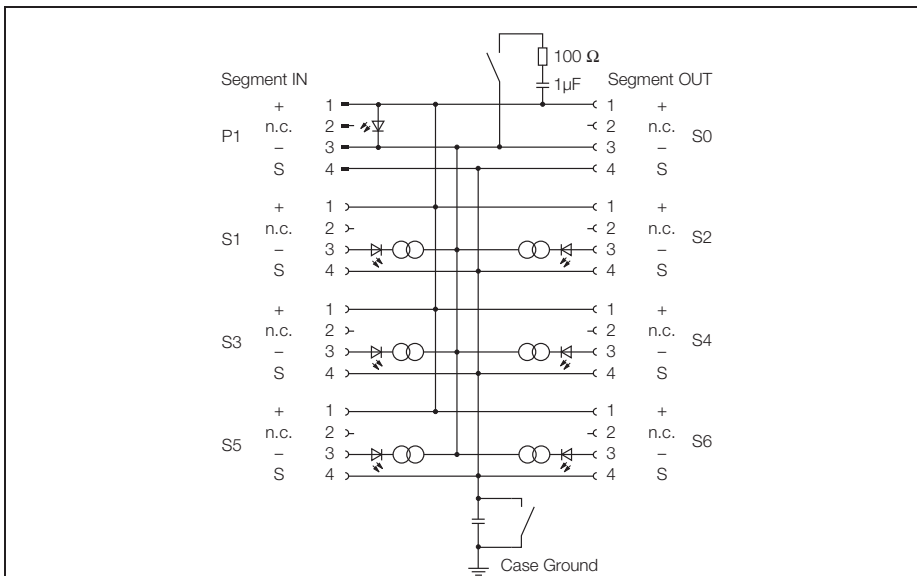 100 Ω
1µF
Segment IN Segment OUT
+ 1 1 +
n.c. 2 2 n.c.
P1 S0
– 3 3 –
S 4 4 S
+ 1 1 +
n.c. 2 2 n.c.
S1 S2
– 3 3 –
S 4 4 S
+ 1 1 +
n.c. 2 2 n.c.
S3 S4
– 3 3 –
S 4 4 S
+ 1 1 +
n.c. 2 2 n.c.
S5 S6
– 3 3 –
S 4 4 S
Case Ground